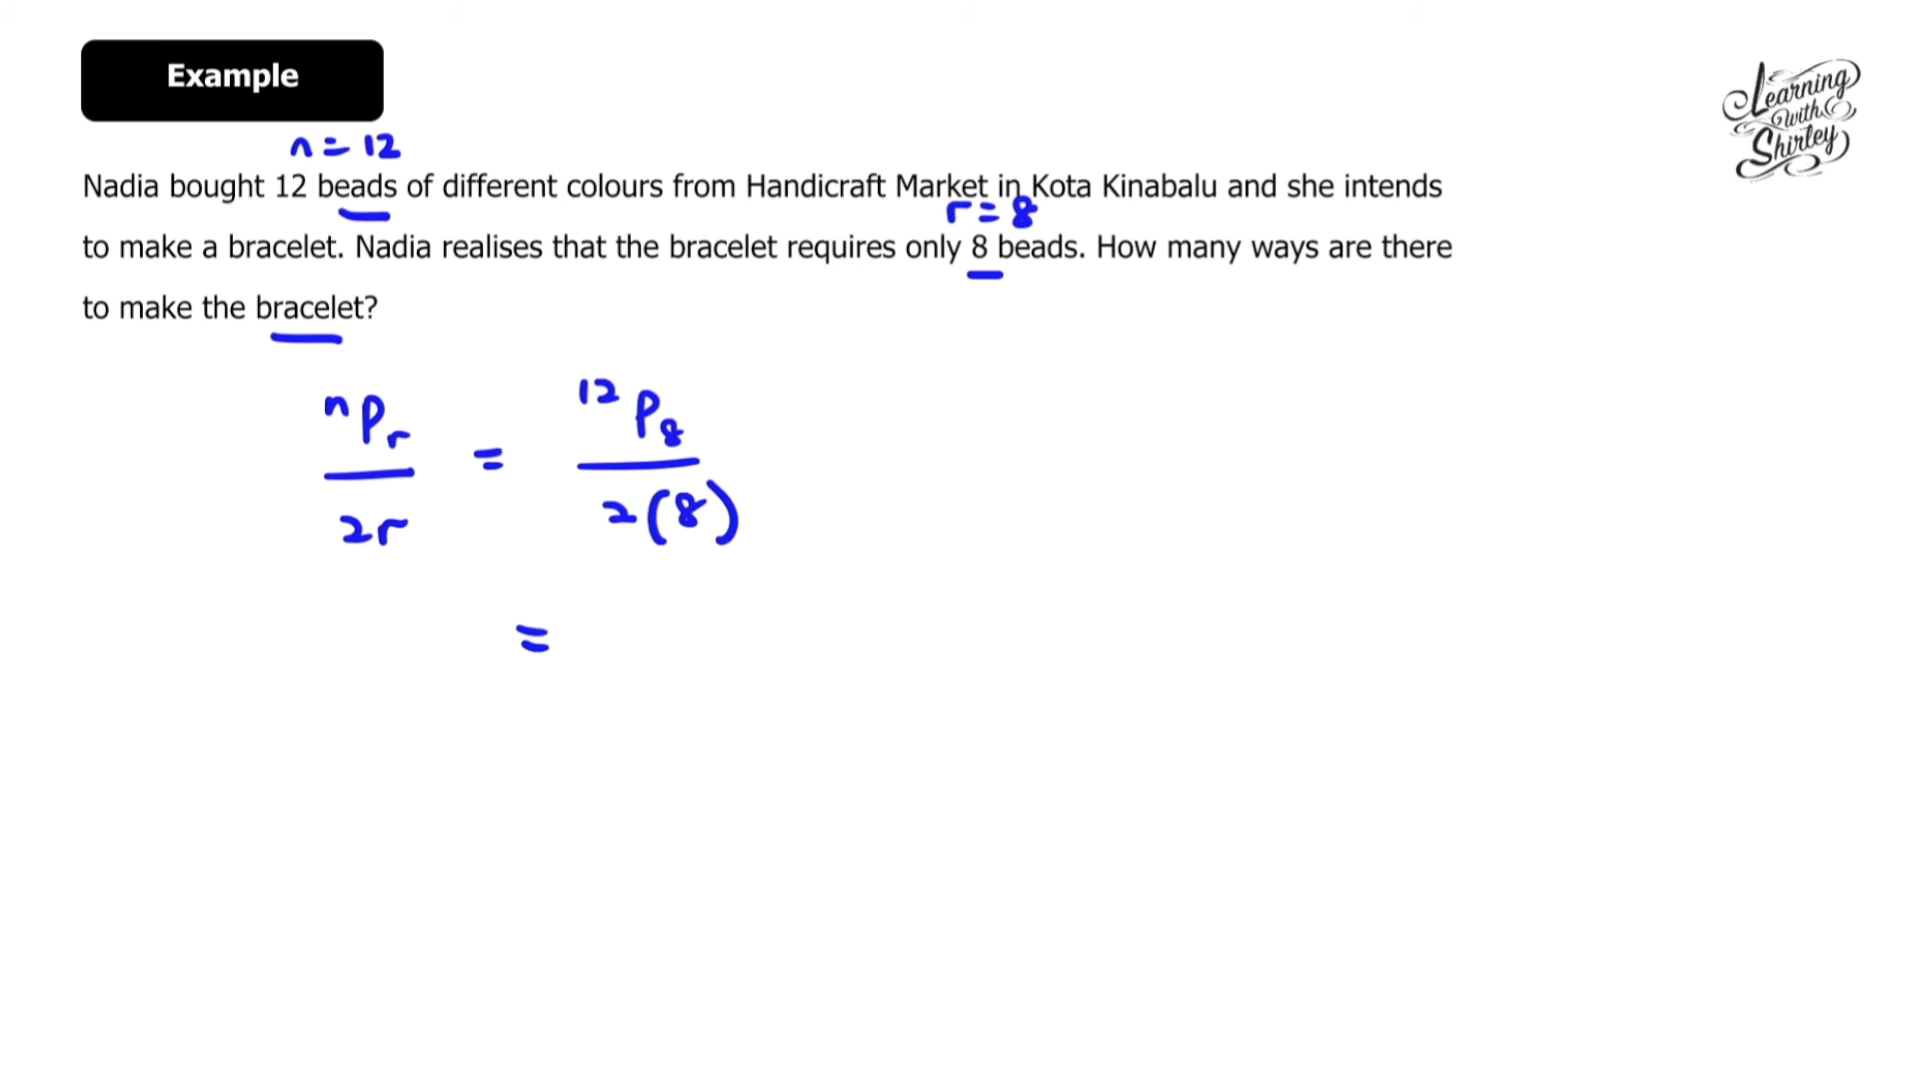 Example
Learning
with
Shirley
n = 12
Nadia bought 12 beads of different colours from Handicraft Market in Kota Kinabalu and she intends
r = 8
to make a bracelet. Nadia realises that the bracelet requires only 8 beads. How many ways are there
to make the bracelet?
ⁿPᵣ / 2r = ¹²P₈ / 2(8)
=